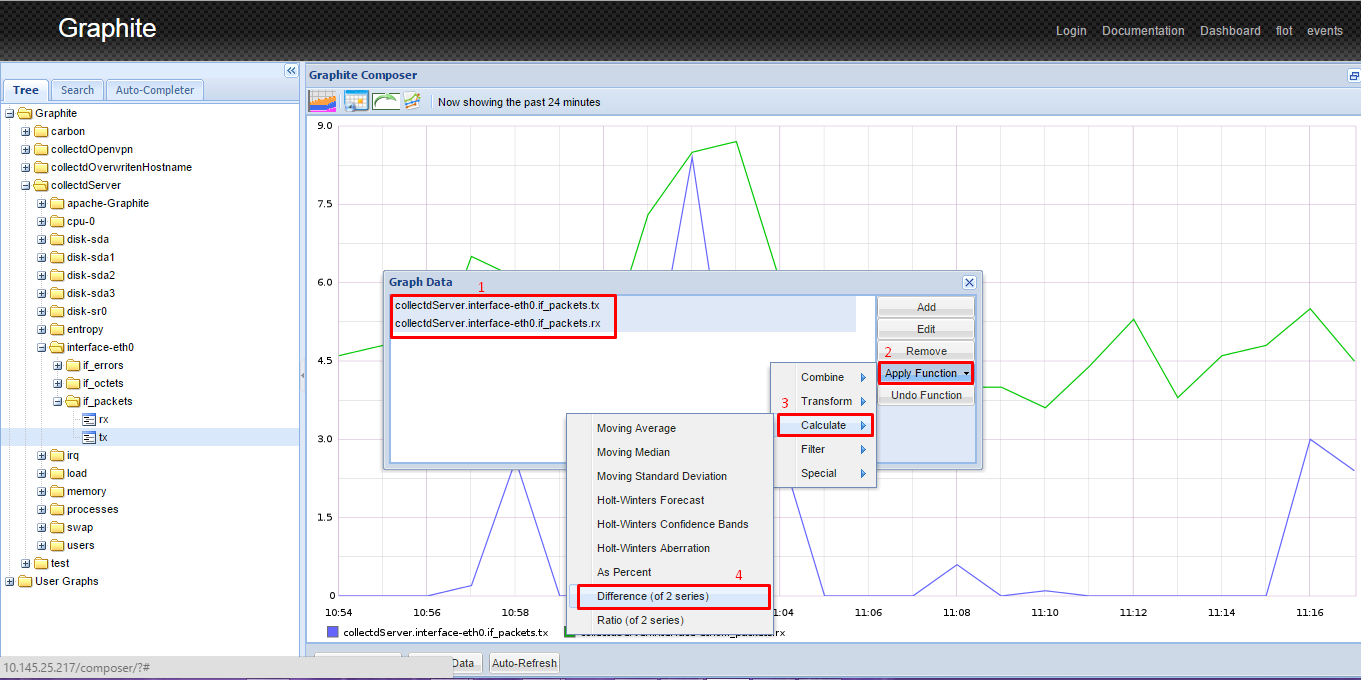 Graphite
Login Documentation Dashboard flot events
Tree Search Auto-Completer
Graphite
carbon
collectdOpenvpn
collectdOverwritenHostname
collectdServer
apache-Graphite
cpu-0
disk-sda
disk-sda1
disk-sda2
disk-sda3
disk-sr0
entropy
interface-eth0
if_errors
if_octets
if_packets
rx
tx
irq
load
memory
processes
swap
users
test
User Graphs
Graphite Composer
Now showing the past 24 minutes
9.0
7.5
6.0
4.5
3.0
1.5
0
Graph Data
1
collectdServer.interface-eth0.if_packets.tx
collectdServer.interface-eth0.if_packets.rx
Add
Edit
2 Remove
Apply Function
Undo Function
Combine
Transform
3
Calculate
Filter
Special
Moving Average
Moving Median
Moving Standard Deviation
Holt-Winters Forecast
Holt-Winters Confidence Bands
Holt-Winters Aberration
As Percent
4
Difference (of 2 series)
Ratio (of 2 series)
10:54 10:56 10:58 1:04 11:06 11:08 11:10 11:12 11:14 11:16
collectdServer.interface-eth0.if_packets.tx
Data Auto-Refresh
10.145.25.217/composer/?#